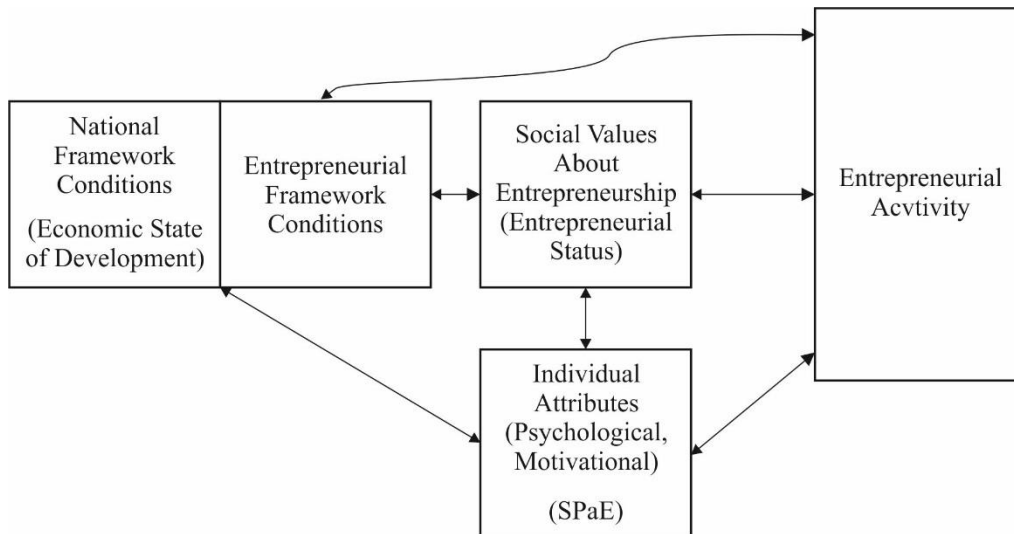 National
Framework
Conditions
(Economic State
of Development)
Entrepreneurial
Framework
Conditions
Social Values
About
Entrepreneurship
(Entrepreneurial
Status)
Entrepreneurial
Acvtivity
Individual
Attributes
(Psychological,
Motivational)
(SPaE)